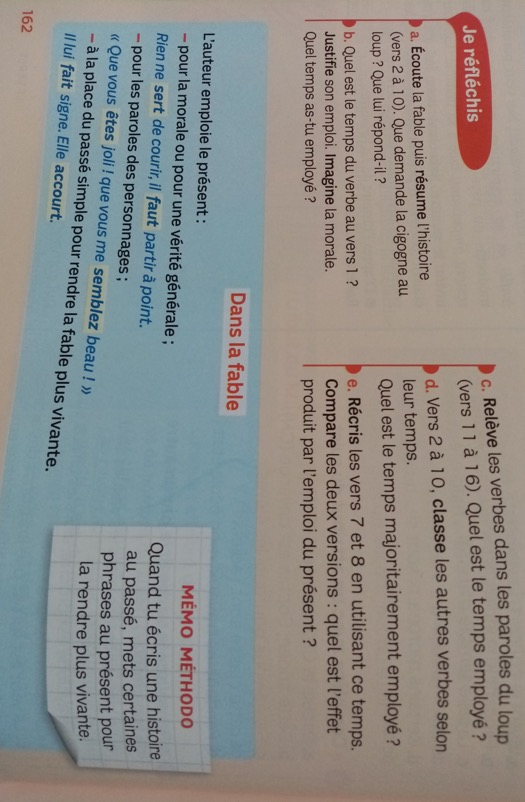 Je réfléchis
a. Écoute la fable puis résume l'histoire
(vers 2 à 10). Que demande la cigogne au
loup ? Que lui répond-il ?
b. Quel est le temps du verbe au vers 1 ?
Justifie son emploi. Imagine la morale.
Quel temps as-tu employé ?
c. Relève les verbes dans les paroles du loup
(vers 11 à 16). Quel est le temps employé ?
d. Vers 2 à 10, classe les autres verbes selon
leur temps.
Quel est le temps majoritairement employé ?
e. Récris les vers 7 et 8 en utilisant ce temps.
Compare les deux versions : quel est l'effet
produit par l'emploi du présent ?
Dans la fable
L'auteur emploie le présent :
– pour la morale ou pour une vérité générale ;
Rien ne sert de courir, il faut partir à point.
– pour les paroles des personnages ;
« Que vous êtes joli ! que vous me semblez beau ! »
– à la place du passé simple pour rendre la fable plus vivante.
Il lui fait signe. Elle accourt.
MÉMO MÉTHODO
Quand tu écris une histoire
au passé, mets certaines
phrases au présent pour
la rendre plus vivante.
162